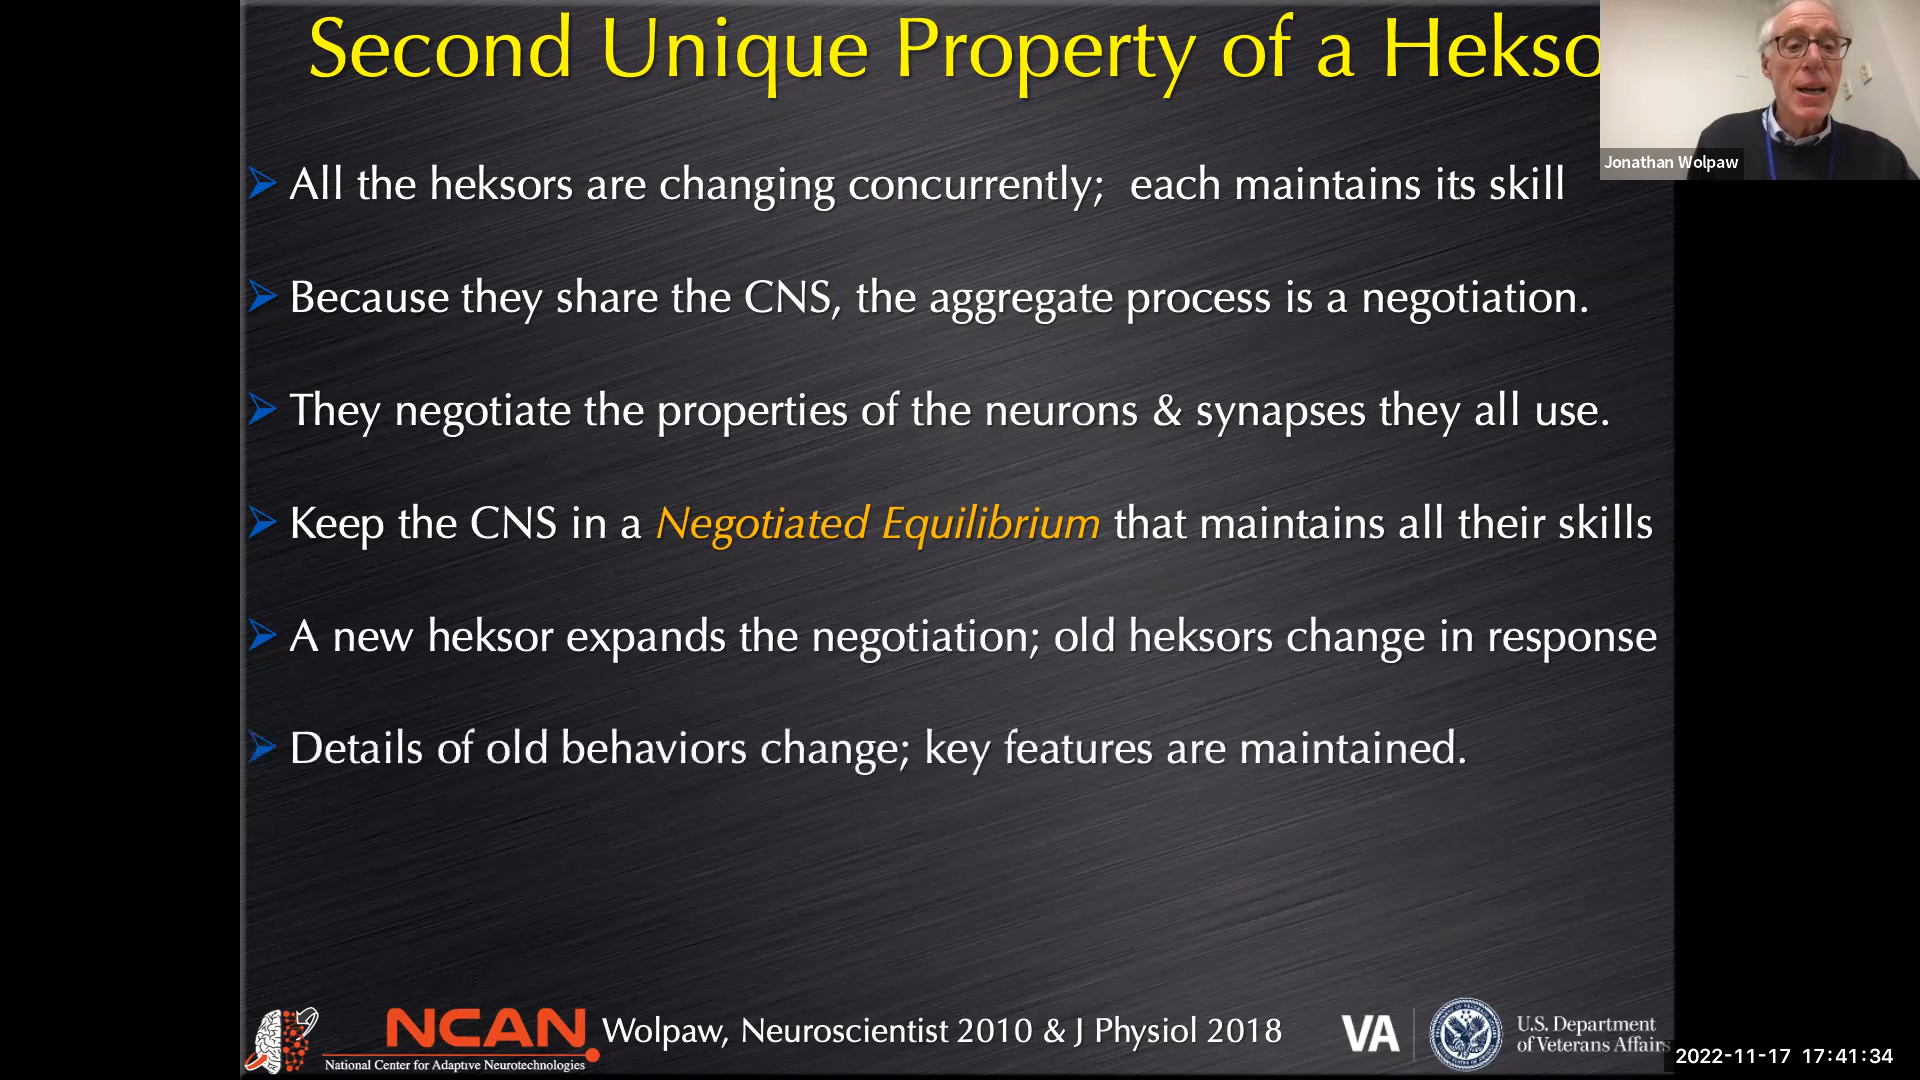 Second Unique Property of a Hekso
Jonathan Wolpaw
All the heksors are changing concurrently; each maintains its skill
Because they share the CNS, the aggregate process is a negotiation.
They negotiate the properties of the neurons & synapses they all use.
Keep the CNS in a Negotiated Equilibrium that maintains all their skills
A new heksor expands the negotiation; old heksors change in response
Details of old behaviors change; key features are maintained.
NCAN
National Center for Adaptive Neurotechnologies
Wolpaw, Neuroscientist 2010 & J Physiol 2018
VA
U.S. Department
of Veterans Affairs
2022-11-17 17:41:34